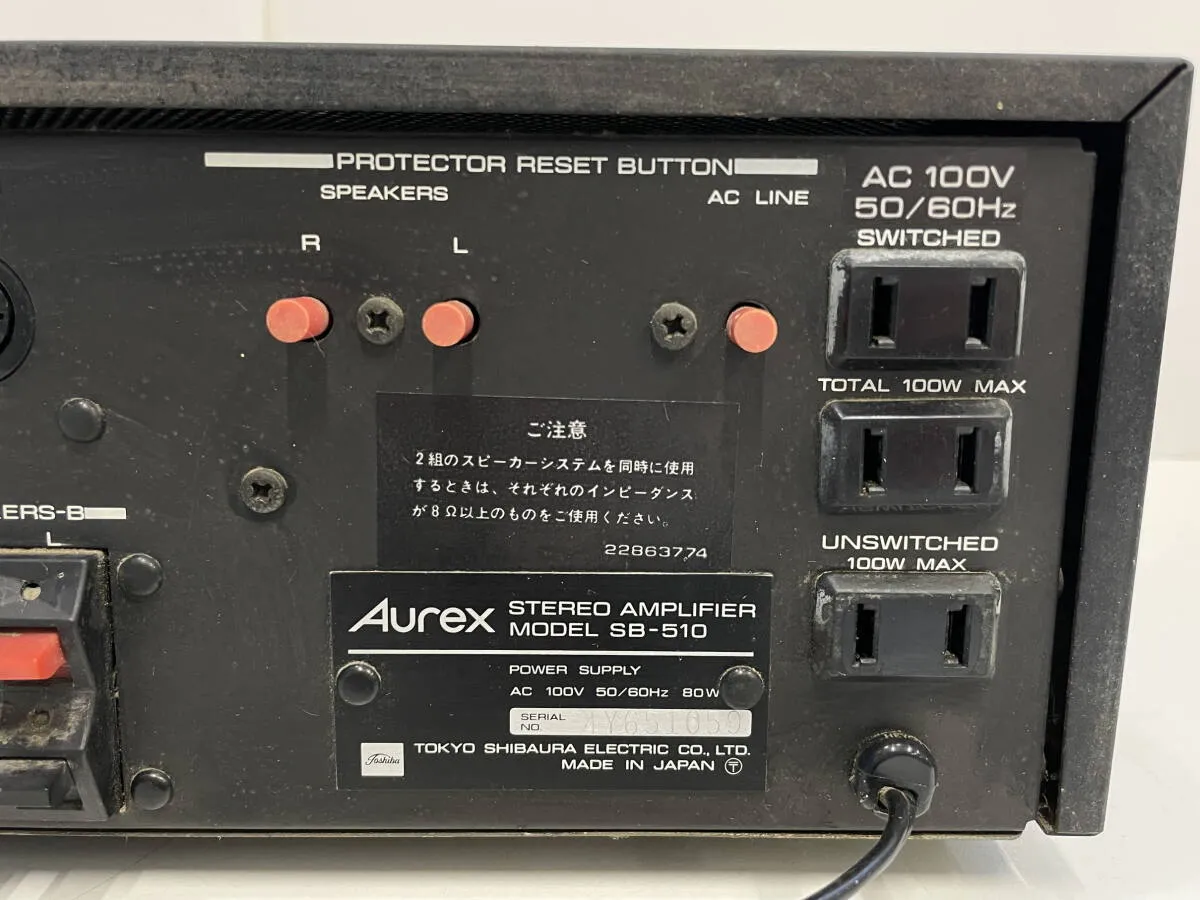 PROTECTOR RESET BUTTON
SPEAKERS
AC LINE
R
L
AC 100V
50/60Hz
SWITCHED
TOTAL 100W MAX
UNSWITCHED
100W MAX
ご注意
2組のスピーカーシステムを同時に使用
するときは、それぞれのインピーダンス
が8Ω以上のものをご使用ください。
22863774
ERS-B
L
Aurex STEREO AMPLIFIER
MODEL SB-510
POWER SUPPLY
AC 100V 50/60Hz 80W
SERIAL
NO. 4Y651059
Toshiba
TOKYO SHIBAURA ELECTRIC CO., LTD.
MADE IN JAPAN 〶